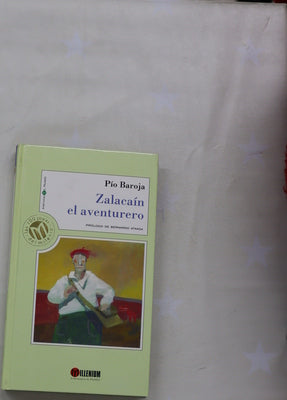 Pío Baroja
Zalacaín
el aventurero
PRÓLOGO DE BERNARDO ATXAGA
MILLENIUM